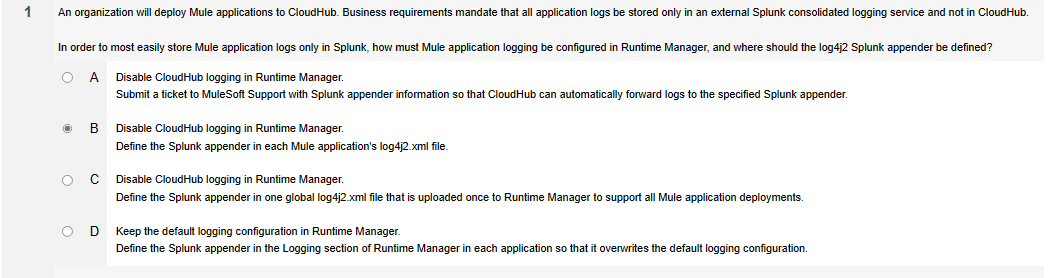 1 An organization will deploy Mule applications to CloudHub. Business requirements mandate that all application logs be stored only in an external Splunk consolidated logging service and not in CloudHub.
In order to most easily store Mule application logs only in Splunk, how must Mule application logging be configured in Runtime Manager, and where should the log4j2 Splunk appender be defined?
A Disable CloudHub logging in Runtime Manager.
Submit a ticket to MuleSoft Support with Splunk appender information so that CloudHub can automatically forward logs to the specified Splunk appender.
B Disable CloudHub logging in Runtime Manager.
Define the Splunk appender in each Mule application's log4j2.xml file.
C Disable CloudHub logging in Runtime Manager.
Define the Splunk appender in one global log4j2.xml file that is uploaded once to Runtime Manager to support all Mule application deployments.
D Keep the default logging configuration in Runtime Manager.
Define the Splunk appender in the Logging section of Runtime Manager in each application so that it overwrites the default logging configuration.